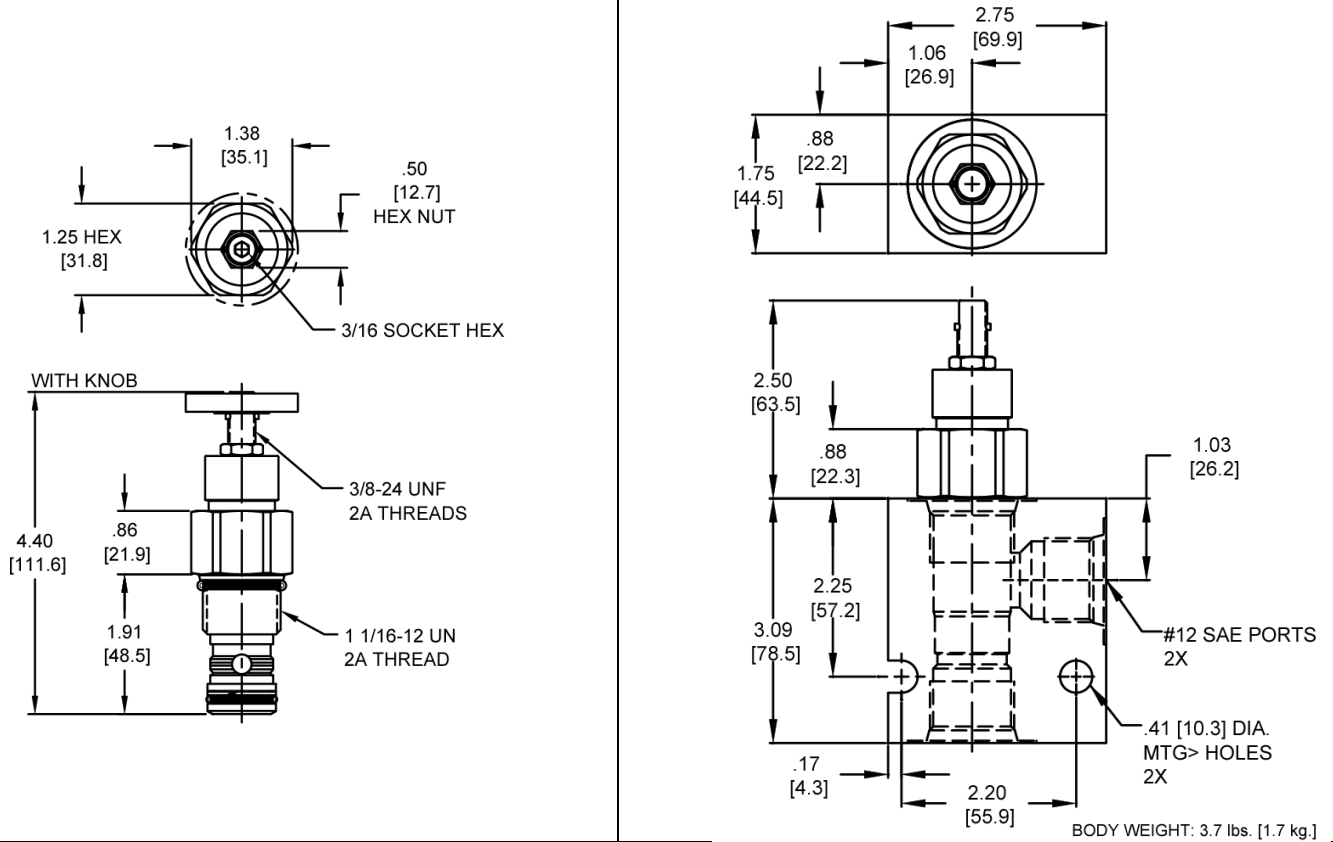 1.38
[35.1]
.50
[12.7]
HEX NUT
1.25 HEX
[31.8]
3/16 SOCKET HEX
WITH KNOB
3/8-24 UNF
2A THREADS
.86
[21.9]
4.40
[111.6]
1.91
[48.5]
1 1/16-12 UN
2A THREAD
2.75
[69.9]
1.06
[26.9]
.88
[22.2]
1.75
[44.5]
2.50
[63.5]
.88
[22.3]
1.03
[26.2]
2.25
[57.2]
3.09
[78.5]
#12 SAE PORTS
2X
.41 [10.3] DIA.
MTG> HOLES
2X
.17
[4.3]
2.20
[55.9]
BODY WEIGHT: 3.7 lbs. [1.7 kg.]